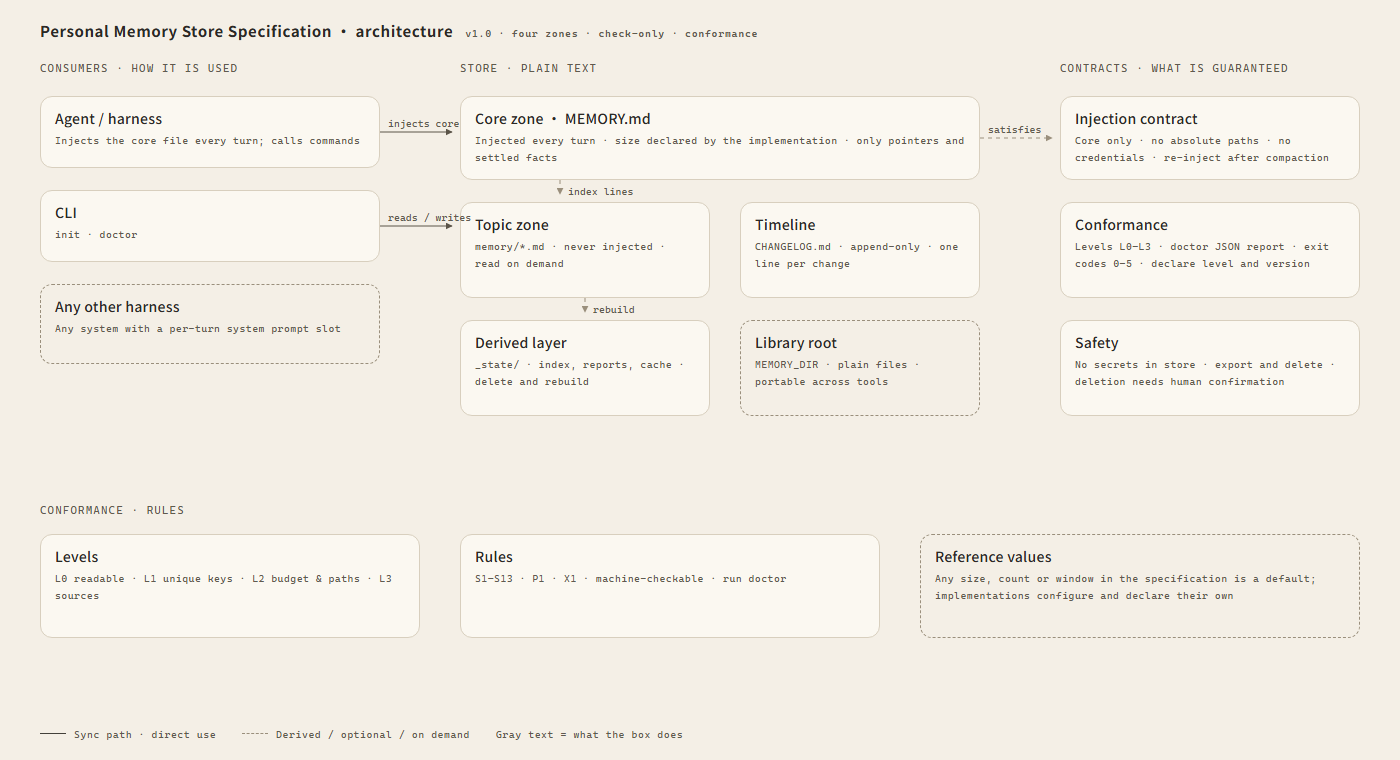 Personal Memory Store Specification • architecture v1.0 · four zones · check-only · conformance
CONSUMERS · HOW IT IS USED
STORE · PLAIN TEXT
CONTRACTS · WHAT IS GUARANTEED
Agent / harness
Injects the core file every turn; calls commands
injects core
Core zone • MEMORY.md
Injected every turn · size declared by the implementation · only pointers and
settled facts
satisfies
Injection contract
Core only · no absolute paths · no
credentials · re-inject after compaction
index lines
CLI
init · doctor
reads / writes
Topic zone
memory/*.md · never injected ·
read on demand
Timeline
CHANGELOG.md · append-only · one
line per change
Conformance
Levels L0–L3 · doctor JSON report · exit
codes 0–5 · declare level and version
rebuild
Any other harness
Any system with a per-turn system prompt slot
Derived layer
_state/ · index, reports, cache ·
delete and rebuild
Library root
MEMORY_DIR · plain files ·
portable across tools
Safety
No secrets in store · export and delete ·
deletion needs human confirmation
CONFORMANCE · RULES
Levels
L0 readable · L1 unique keys · L2 budget & paths · L3
sources
Rules
S1–S13 · P1 · X1 · machine-checkable · run doctor
Reference values
Any size, count or window in the specification is a default;
implementations configure and declare their own
Sync path · direct use
Derived / optional / on demand
Gray text = what the box does